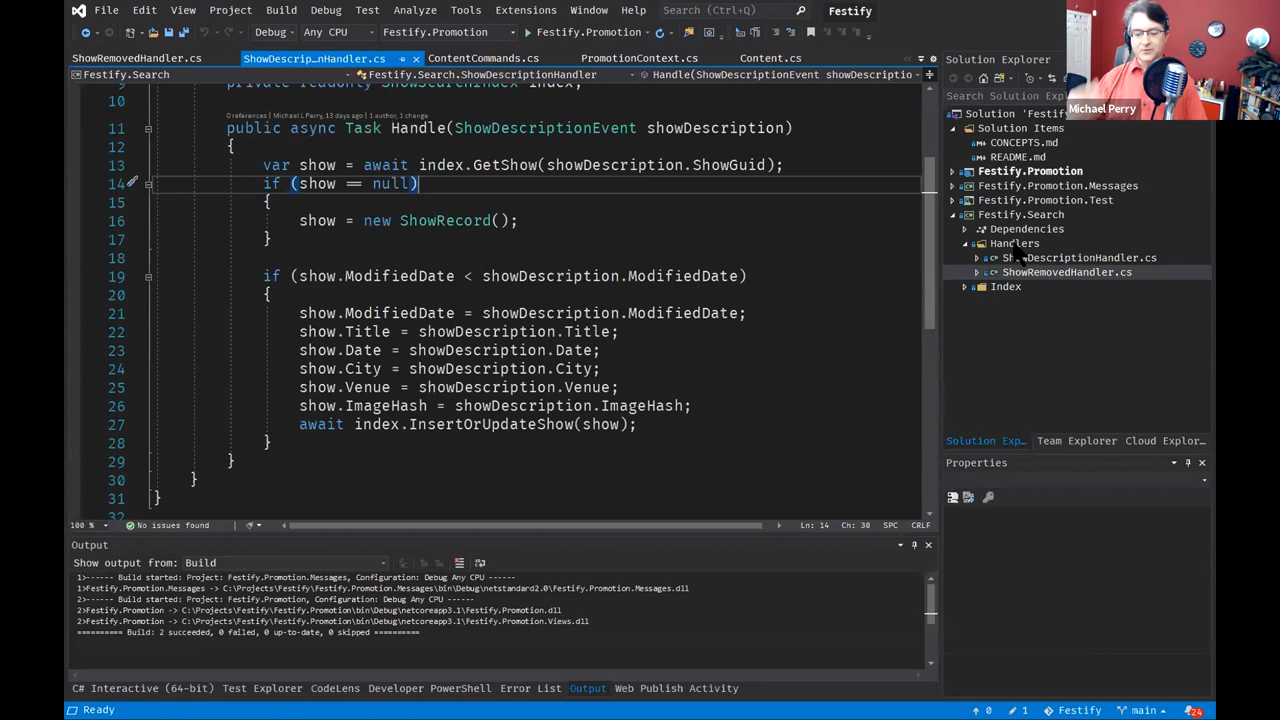 File Edit View Project Build Debug Test Analyze Tools Extensions Window Help Search (Ctrl+Q) Festify
Debug Any CPU Festify.Promotion Festify.Promotion
Michael Perry
ShowRemovedHandler.cs ShowDescrip...nHandler.cs ContentCommands.cs PromotionContext.cs Content.cs
Festify.Search Festify.Search.ShowDescriptionHandler Handle(ShowDescriptionEvent showDescriptio
10
0 references | Michael L Perry, 13 days ago | 1 author, 1 change
11 public async Task Handle(ShowDescriptionEvent showDescription)
12 {
13 var show = await index.GetShow(showDescription.ShowGuid);
14 if (show == null)
15 {
16 show = new ShowRecord();
17 }
18
19 if (show.ModifiedDate < showDescription.ModifiedDate)
20 {
21 show.ModifiedDate = showDescription.ModifiedDate;
22 show.Title = showDescription.Title;
23 show.Date = showDescription.Date;
24 show.City = showDescription.City;
25 show.Venue = showDescription.Venue;
26 show.ImageHash = showDescription.ImageHash;
27 await index.InsertOrUpdateShow(show);
28 }
29 }
30 }
31 }
32
100 % No issues found Ln: 14 Ch: 30 SPC CRLF
Output
Show output from: Build
1>------ Build started: Project: Festify.Promotion.Messages, Configuration: Debug Any CPU ------
1>Festify.Promotion.Messages -> C:\Projects\Festify\Festify.Promotion.Messages\bin\Debug\netstandard2.0\Festify.Promotion.Messages.dll
2>------ Build started: Project: Festify.Promotion, Configuration: Debug Any CPU ------
2>Festify.Promotion -> C:\Projects\Festify\Festify.Promotion\bin\Debug\netcoreapp3.1\Festify.Promotion.dll
2>Festify.Promotion -> C:\Projects\Festify\Festify.Promotion\bin\Debug\netcoreapp3.1\Festify.Promotion.Views.dll
========== Build: 2 succeeded, 0 failed, 0 up-to-date, 0 skipped ==========
C# Interactive (64-bit) Test Explorer CodeLens Developer PowerShell Error List Output Web Publish Activity
Solution Explorer
Search Solution Exp
Solution 'Festify
Solution Items
CONCEPTS.md
README.md
Festify.Promotion
Festify.Promotion.Messages
Festify.Promotion.Test
Festify.Search
Dependencies
Handlers
ShowDescriptionHandler.cs
ShowRemovedHandler.cs
Index
Solution Exp... Team Explorer Cloud Explor...
Properties
Ready 0 1 Festify main 24